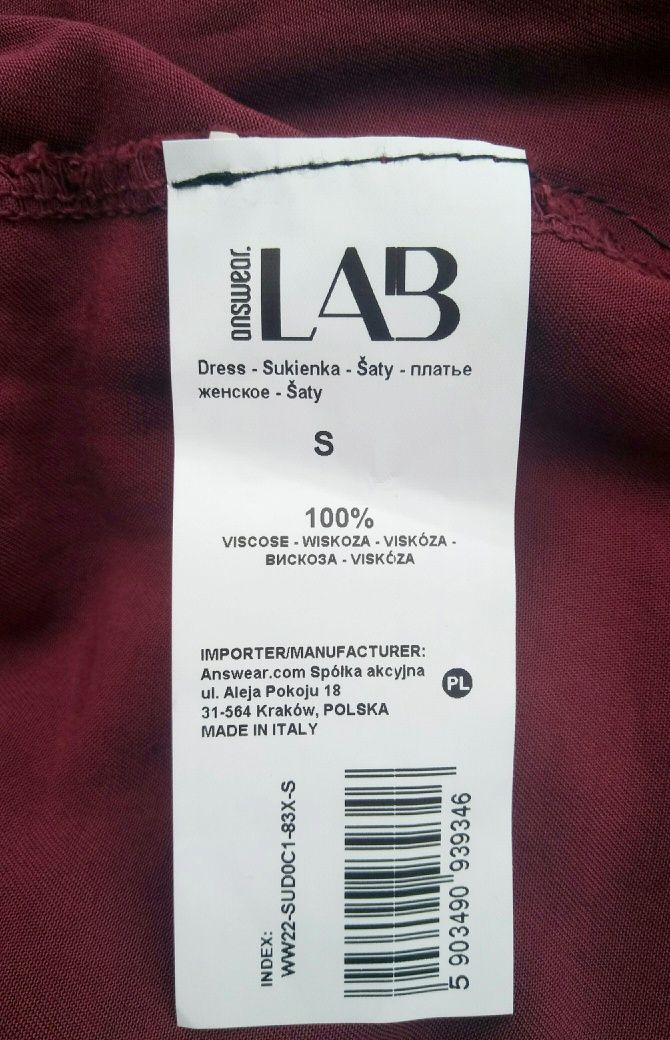 answear.
LAB
Dress - Sukienka - Šaty - платье
женское - Šaty
S
100%
VISCOSE - WISKOZA - VISKÓZA -
ВИСКОЗА - VISKÓZA
IMPORTER/MANUFACTURER:
Answear.com Spółka akcyjna
ul. Aleja Pokoju 18
31-564 Kraków, POLSKA
MADE IN ITALY
PL
INDEX:
WW22-SUD0C1-83X-S
5 903490 939346